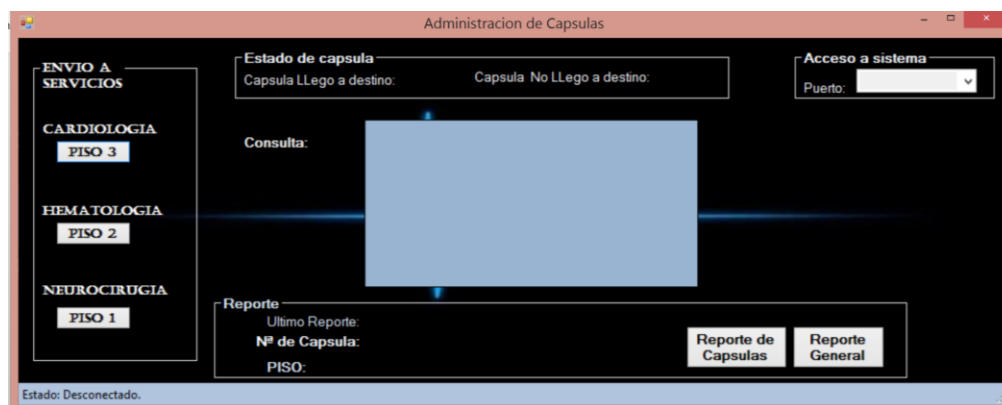 Administracion de Capsulas
ENVIO A
SERVICIOS
CARDIOLOGIA
PISO 3
HEMATOLOGIA
PISO 2
NEUROCIRUGIA
PISO 1
Estado de capsula
Capsula LLego a destino:
Capsula No LLego a destino:
Acceso a sistema
Puerto:
Consulta:
Reporte
Ultimo Reporte:
Nª de Capsula:
PISO:
Reporte de
Capsulas
Reporte
General
Estado: Desconectado.